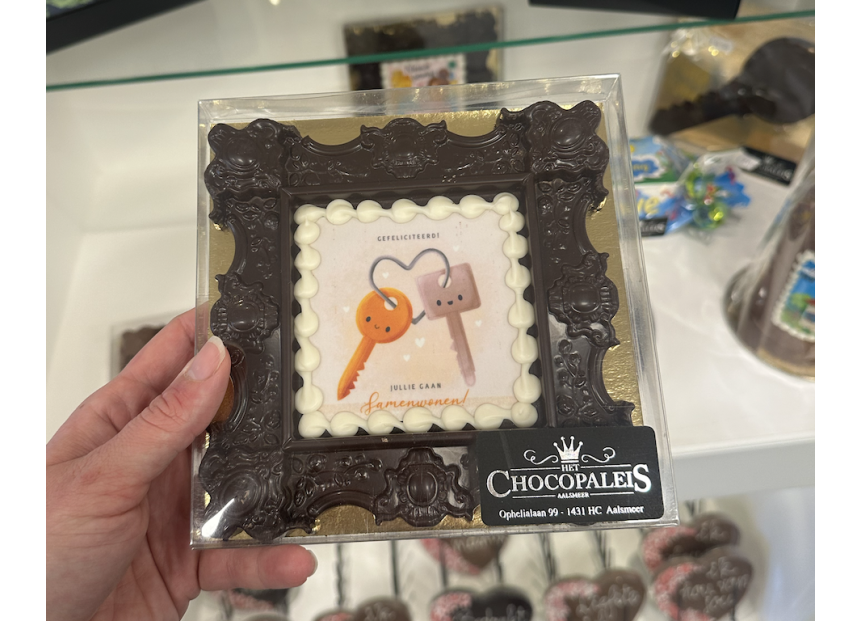 GEFELICITEERD!
JULLIE GAAN
Samenwonen!
HET
CHOCOPALEIS
AALSMEER
Ophelialaan 99 - 1431 HC Aalsmeer